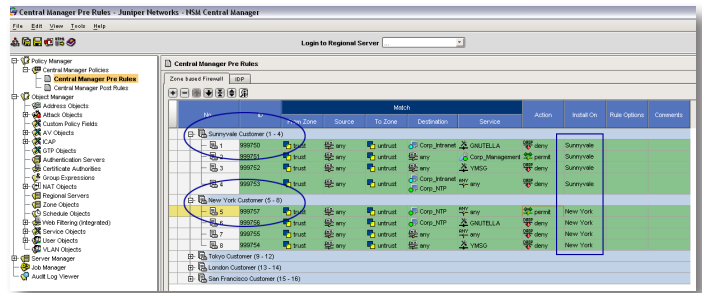 Central Manager Pre Rules - Juniper Networks - NSM Central Manager
File Edit View Tools Help
Login to Regional Server ...
Policy Manager
Central Manager Policies
Central Manager Pre Rules
Central Manager Post Rules
Object Manager
Address Objects
Attack Objects
Custom Policy Fields
AV Objects
ICAP
GTP Objects
Authentication Servers
Certificate Authorities
Group Expressions
NAT Objects
Regional Servers
Zone Objects
Schedule Objects
Web Filtering (Integrated)
Service Objects
User Objects
VLAN Objects
Server Manager
Job Manager
Audit Log Viewer
Central Manager Pre Rules
Zone based Firewall IDP
Match
No ID From Zone Source To Zone Destination Service Action Install On Rule Options Comments
Sunnyvale Customer (1 - 4)
1 999750 trust any untrust Corp_Intranet GNUTELLA deny Sunnyvale
2 999751 trust any untrust any Corp_Management permit Sunnyvale
3 999752 trust any untrust any YMSG deny Sunnyvale
4 999753 trust any untrust Corp_Intranet any deny Sunnyvale
Corp_NTP
New York Customer (5 - 8)
5 999757 trust any untrust Corp_NTP any permit New York
6 999756 trust any untrust Corp_NTP GNUTELLA deny New York
7 999755 trust any untrust any any deny New York
8 999754 trust any untrust any YMSG deny New York
Tokyo Customer (9 - 12)
London Customer (13 - 14)
San Francisco Customer (15 - 16)